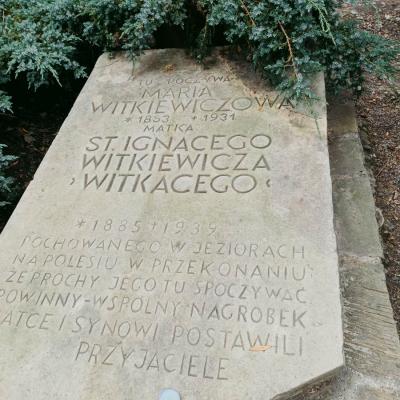 TU SPOCZYWA
MARIA
WITKIEWICZOWA
*1853 +1931
MATKA
ST. IGNACEGO
WITKIEWICZA
›WITKACEGO‹
*1885 +1939
POCHOWANEGO W JEZIORACH
NA POLESIU W PRZEKONANIU
ŻE PROCHY JEGO TU SPOCZYWAĆ
POWINNY-WSPÓLNY NAGROBEK
MATCE I SYNOWI POSTAWILI
PRZYJACIELE